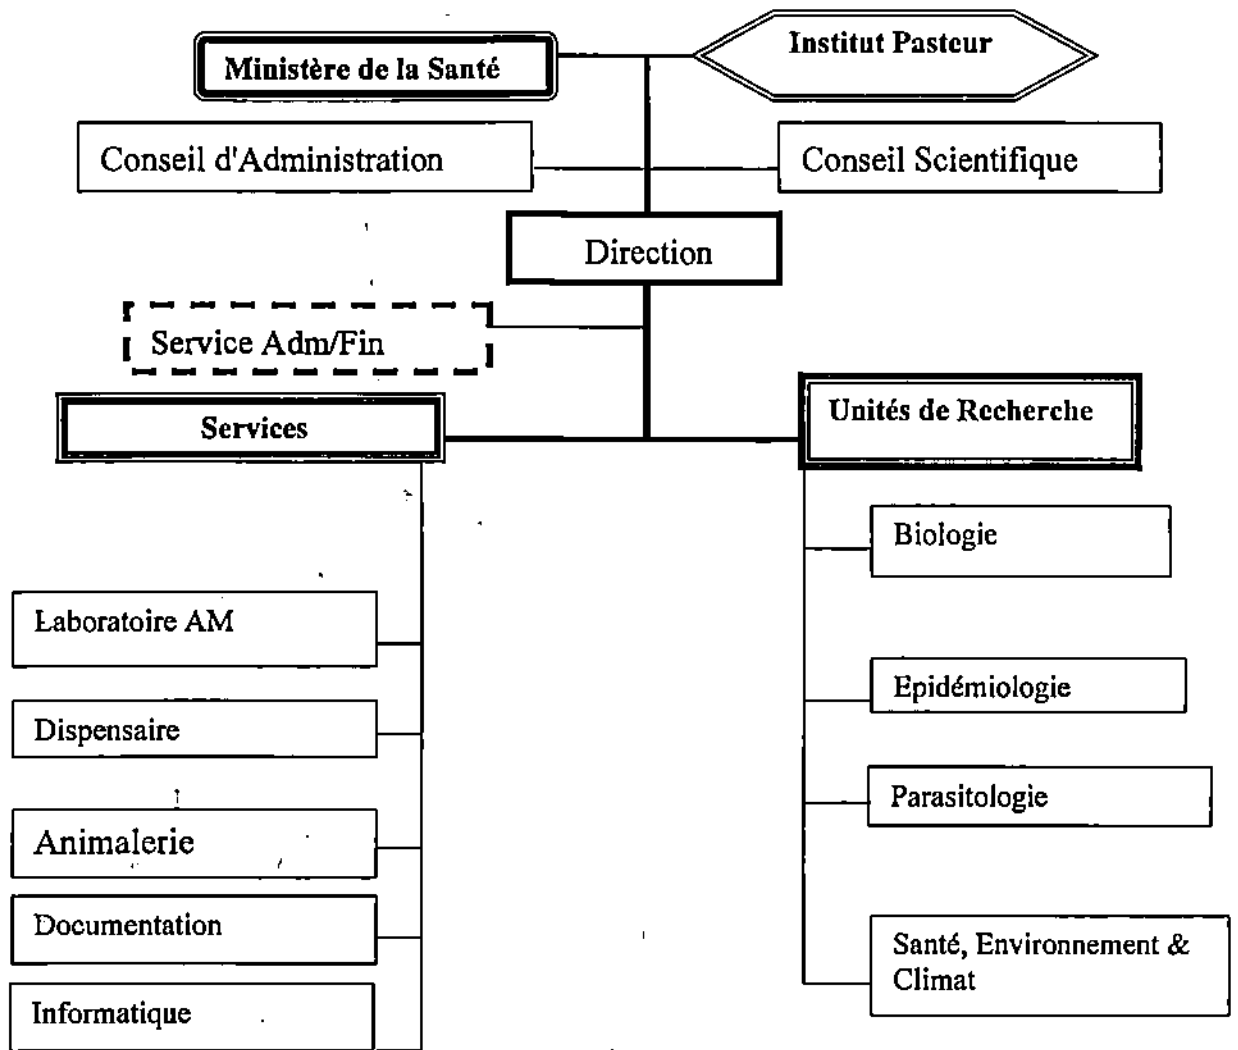 Ministère de la Santé
Institut Pasteur
Conseil d'Administration
Conseil Scientifique
Direction
Service Adm/Fin
Services
Unités de Recherche
Biologie
Laboratoire AM
Epidémiologie
Dispensaire
Parasitologie
Animalerie
Documentation
Santé, Environnement &
Climat
Informatique